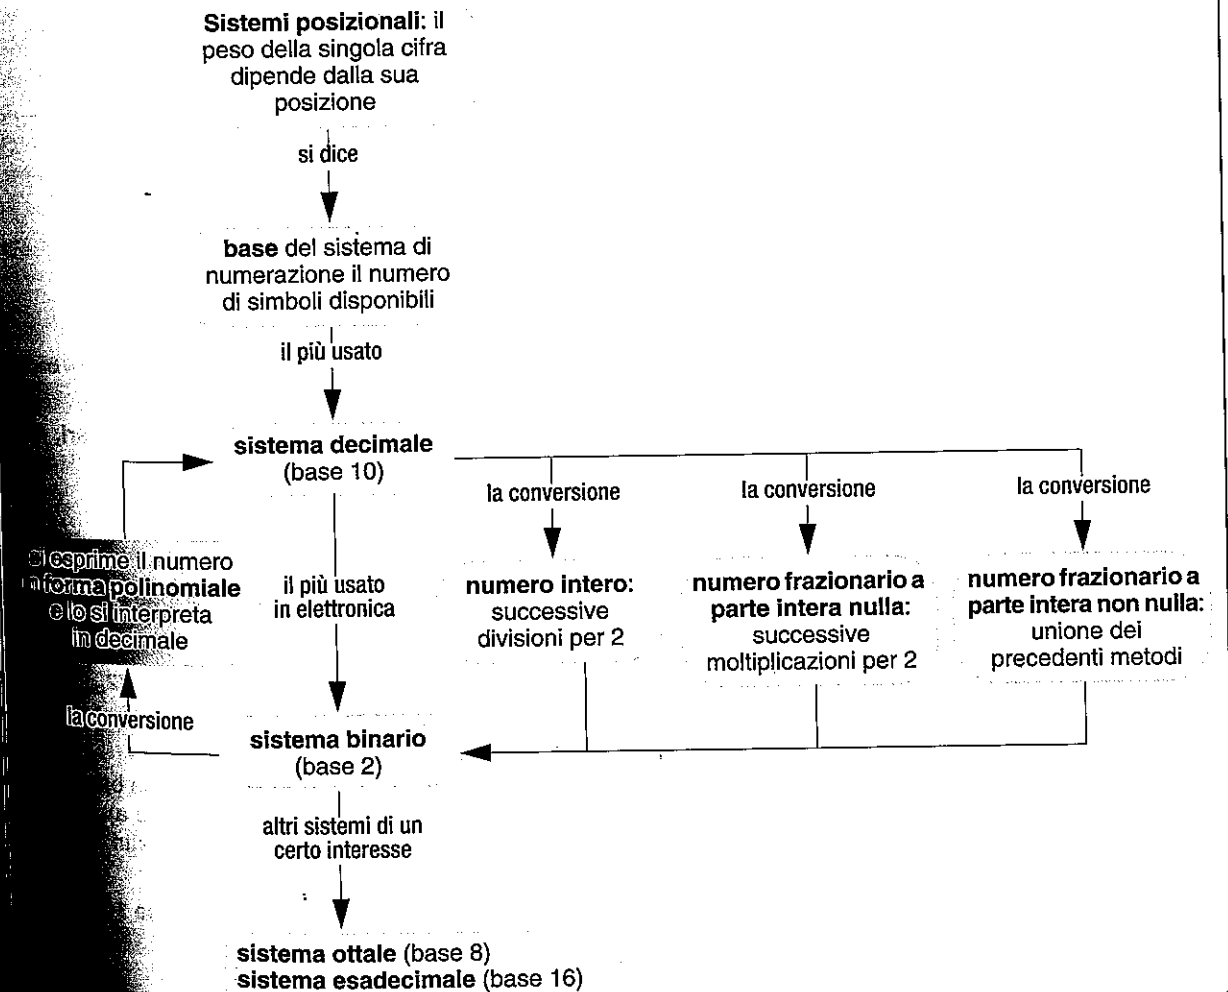 Sistemi posizionali: il
peso della singola cifra
dipende dalla sua
posizione
si dice
base del sistema di
numerazione il numero
di simboli disponibili
il più usato
sistema decimale
(base 10)
la conversione
la conversione
la conversione
si esprime il numero
in forma polinomiale
e lo si interpreta
in decimale
il più usato
in elettronica
numero intero:
successive
divisioni per 2
numero frazionario a
parte intera nulla:
successive
moltiplicazioni per 2
numero frazionario a
parte intera non nulla:
unione dei
precedenti metodi
la conversione
sistema binario
(base 2)
altri sistemi di un
certo interesse
sistema ottale (base 8)
sistema esadecimale (base 16)